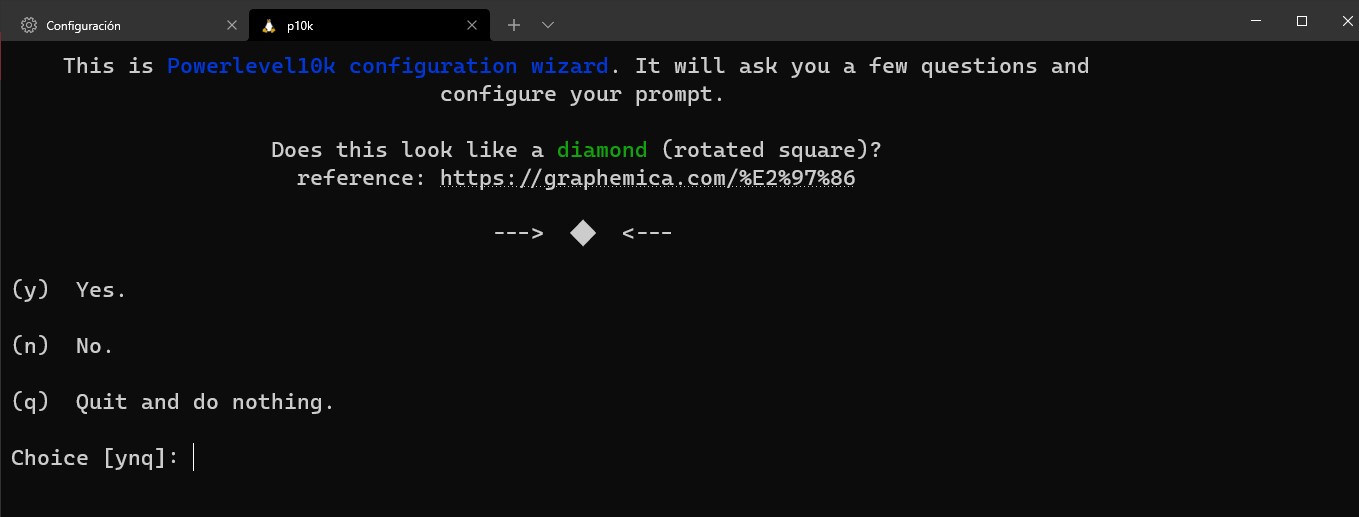 Configuración p10k
This is Powerlevel10k configuration wizard. It will ask you a few questions and
configure your prompt.
Does this look like a diamond (rotated square)?
reference: https://graphemica.com/%E2%97%86
---> ◆ <---
(y) Yes.
(n) No.
(q) Quit and do nothing.
Choice [ynq]: